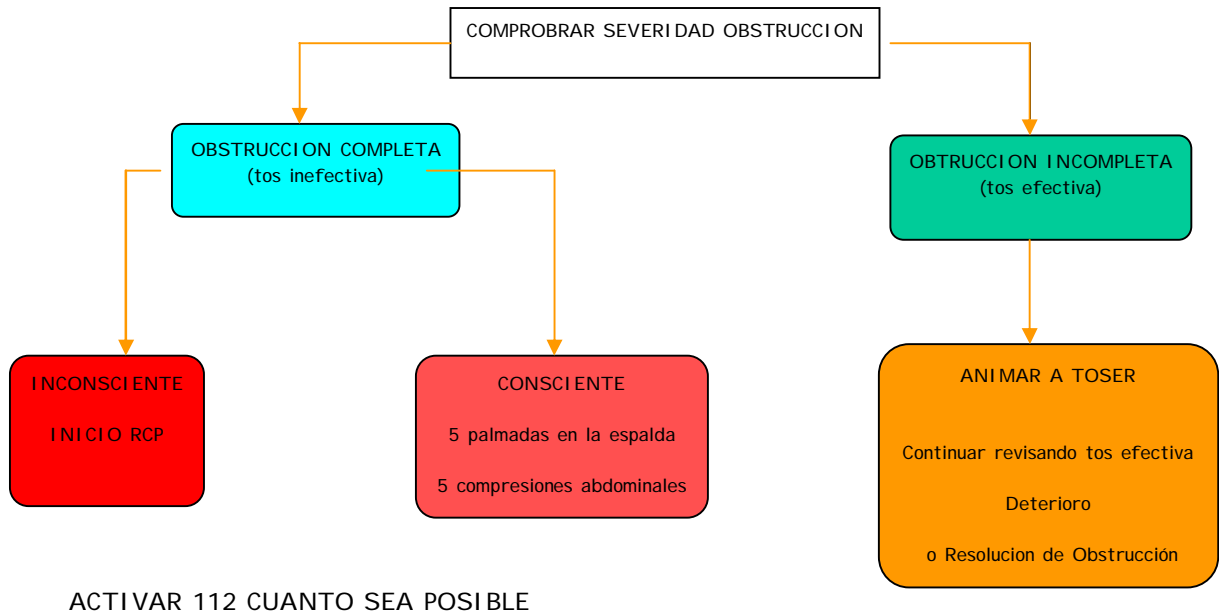 COMPROBRAR SEVERIDAD OBSTRUCCION
OBSTRUCCION COMPLETA
(tos inefectiva)
OBTRUCCION INCOMPLETA
(tos efectiva)
INCONSCIENTE
INICIO RCP
CONSCIENTE
5 palmadas en la espalda
5 compresiones abdominales
ANIMAR A TOSER
Continuar revisando tos efectiva
Deterioro
o Resolucion de Obstrucción
ACTIVAR 112 CUANTO SEA POSIBLE